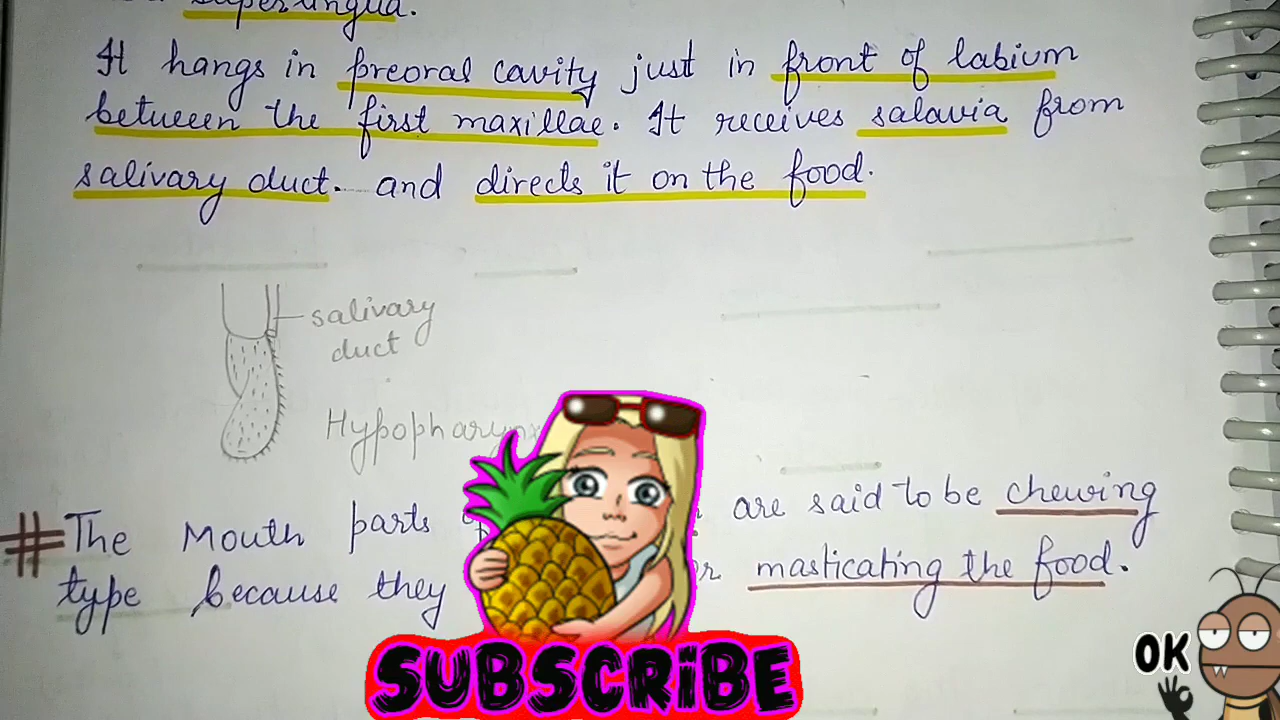 superlingua.
It hangs in preoral cavity just in front of labium
between the first maxillae. It receives salavia from
salivary duct. and directs it on the food.
salivary
duct
Hypopharynx
The Mouth parts are said to be chewing
type because they masticating the food.
SUBSCRIBE
OK